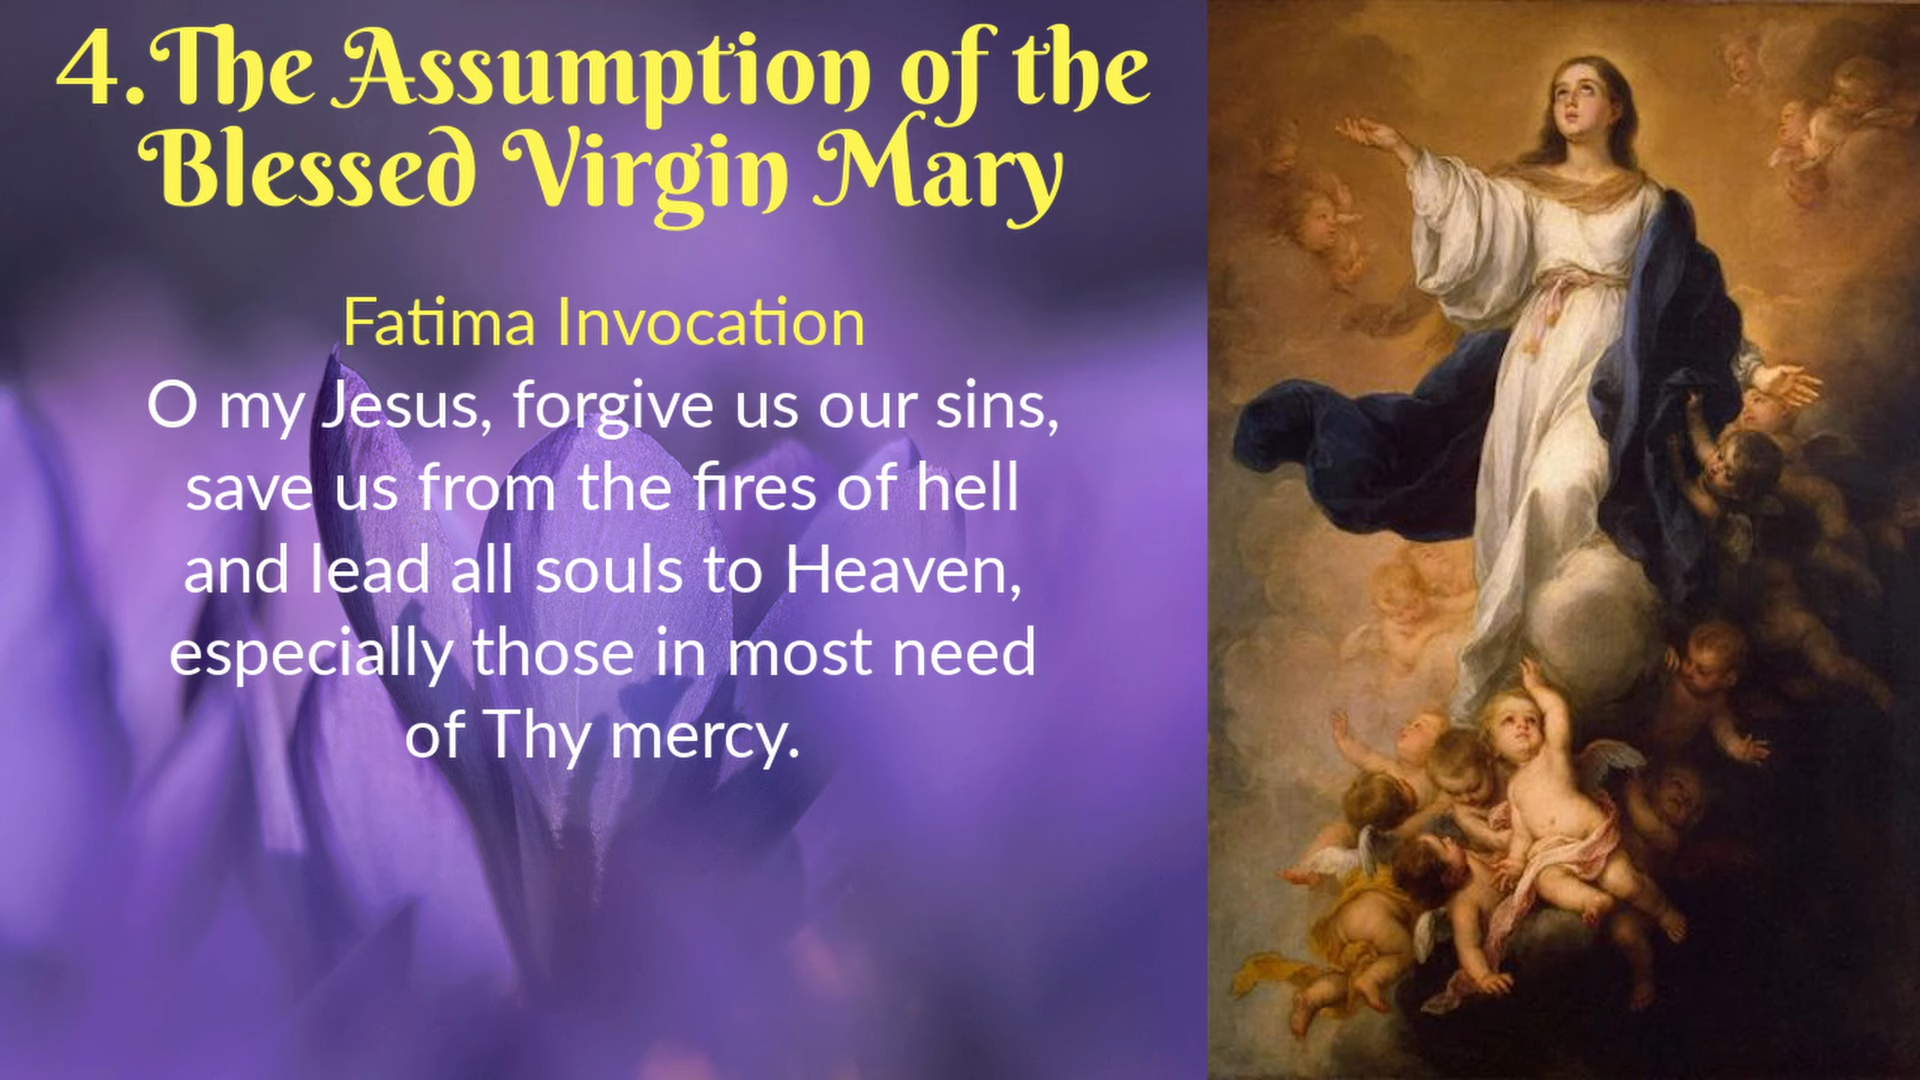 4.The Assumption of the
Blessed Virgin Mary
Fatima Invocation
O my Jesus, forgive us our sins,
save us from the fires of hell
and lead all souls to Heaven,
especially those in most need
of Thy mercy.